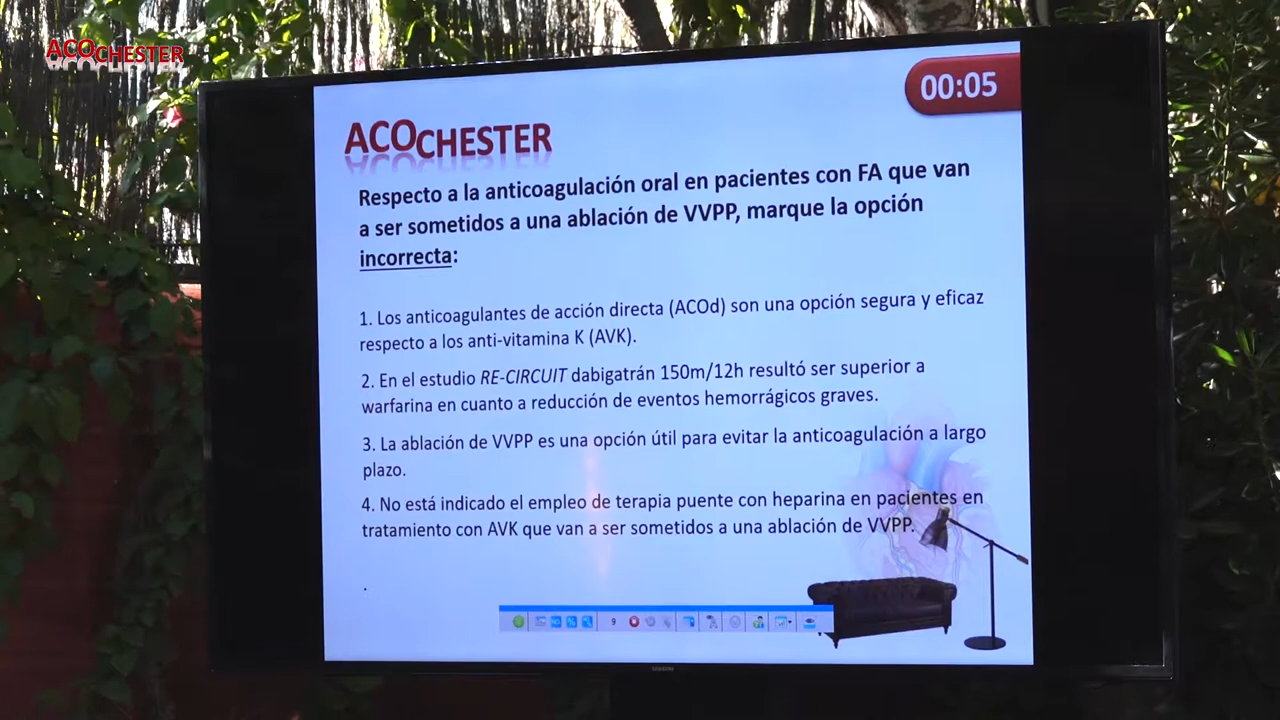 ACOCHESTER
00:05
ACOCHESTER
Respecto a la anticoagulación oral en pacientes con FA que van
a ser sometidos a una ablación de VVPP, marque la opción
incorrecta:
1. Los anticoagulantes de acción directa (ACOd) son una opción segura y eficaz
respecto a los anti-vitamina K (AVK).
2. En el estudio RE-CIRCUIT dabigatrán 150m/12h resultó ser superior a
warfarina en cuanto a reducción de eventos hemorrágicos graves.
3. La ablación de VVPP es una opción útil para evitar la anticoagulación a largo
plazo.
4. No está indicado el empleo de terapia puente con heparina en pacientes en
tratamiento con AVK que van a ser sometidos a una ablación de VVPP.
.
9
SAMSUNG